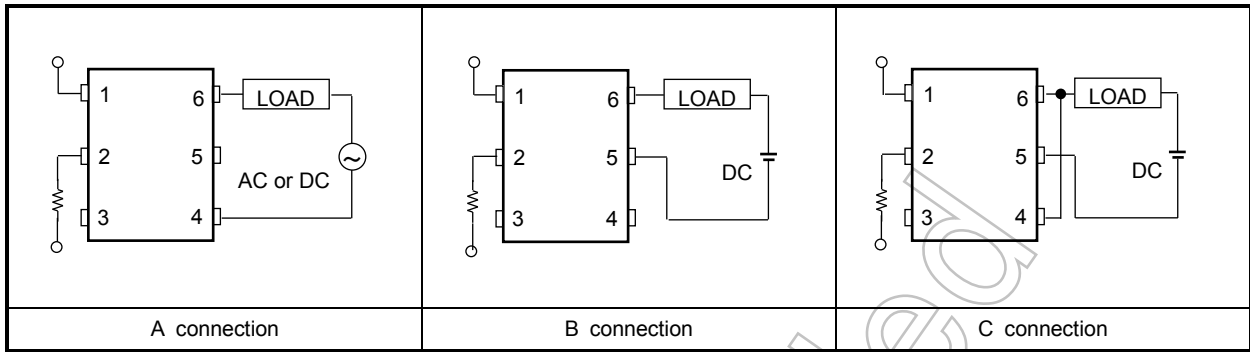 1 6 LOAD
2 5
AC or DC
3 4
A connection
1 6 LOAD
2 5
DC
3 4
B connection
1 6 LOAD
2 5
DC
3 4
C connection